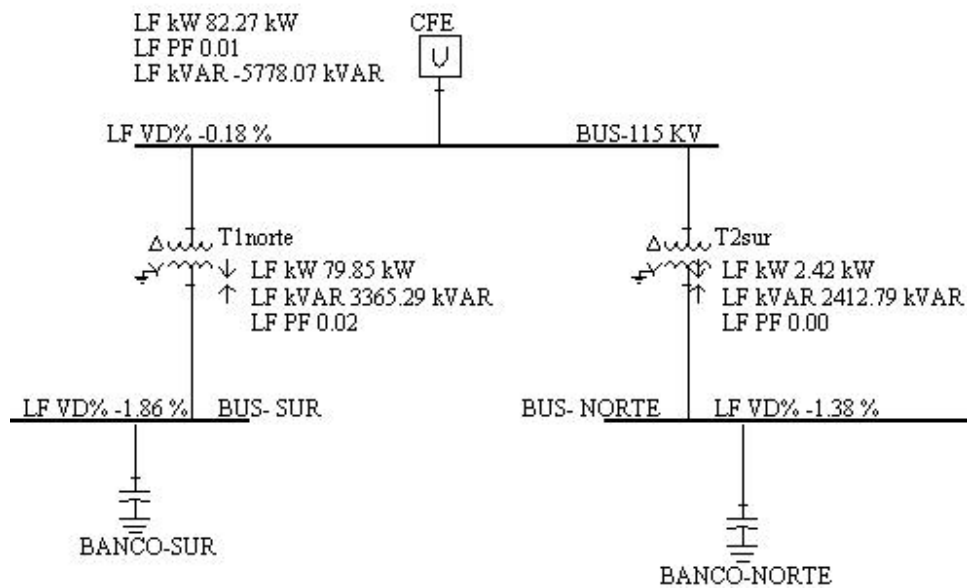 LF kW 82.27 kW
LF PF 0.01
LF kVAR -5778.07 kVAR
CFE
U
LF VD% -0.18 %
BUS-115 KV
T1norte
LF kW 79.85 kW
LF kVAR 3365.29 kVAR
LF PF 0.02
T2sur
LF kW 2.42 kW
LF kVAR 2412.79 kVAR
LF PF 0.00
LF VD% -1.86 %
BUS- SUR
BUS- NORTE
LF VD% -1.38 %
BANCO-SUR
BANCO-NORTE